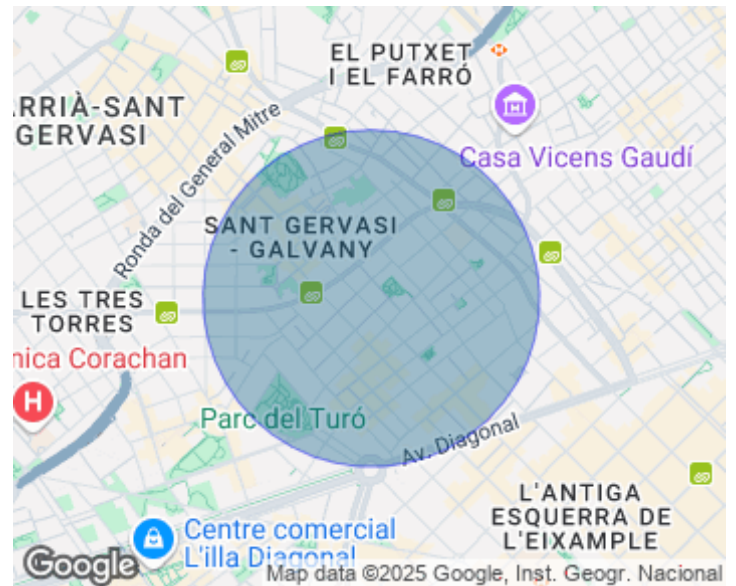 EL PUTXET
I EL FARRÓ
ARRIÀ-SANT
GERVASI
Ronda del General Mitre
Casa Vicens Gaudí
SANT GERVASI
- GALVANY
LES TRES
TORRES
nica Corachan
H
Parc del Turó
Av. Diagonal
L'ANTIGA
ESQUERRA DE
L'EIXAMPLE
Centre comercial
L'illa Diagonal
Google
Map data ©2025 Google, Inst. Geogr. Nacional